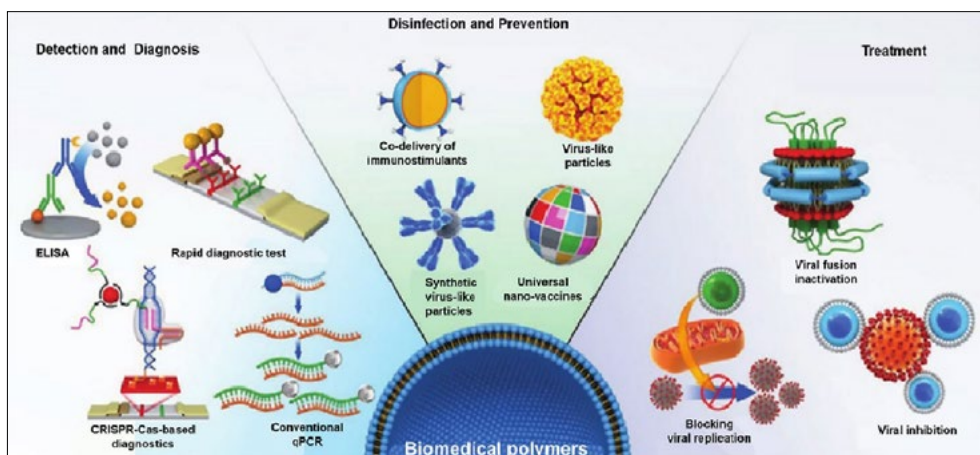 Disinfection and Prevention
Detection and Diagnosis
Treatment
Co-delivery of
immunostimulants
Virus-like
particles
ELISA
Rapid diagnostic test
Synthetic
virus-like
particles
Universal
nano-vaccines
Viral fusion
inactivation
CRISPR-Cas-based
diagnostics
Conventional
qPCR
Blocking
viral replication
Viral inhibition
Biomedical polymers